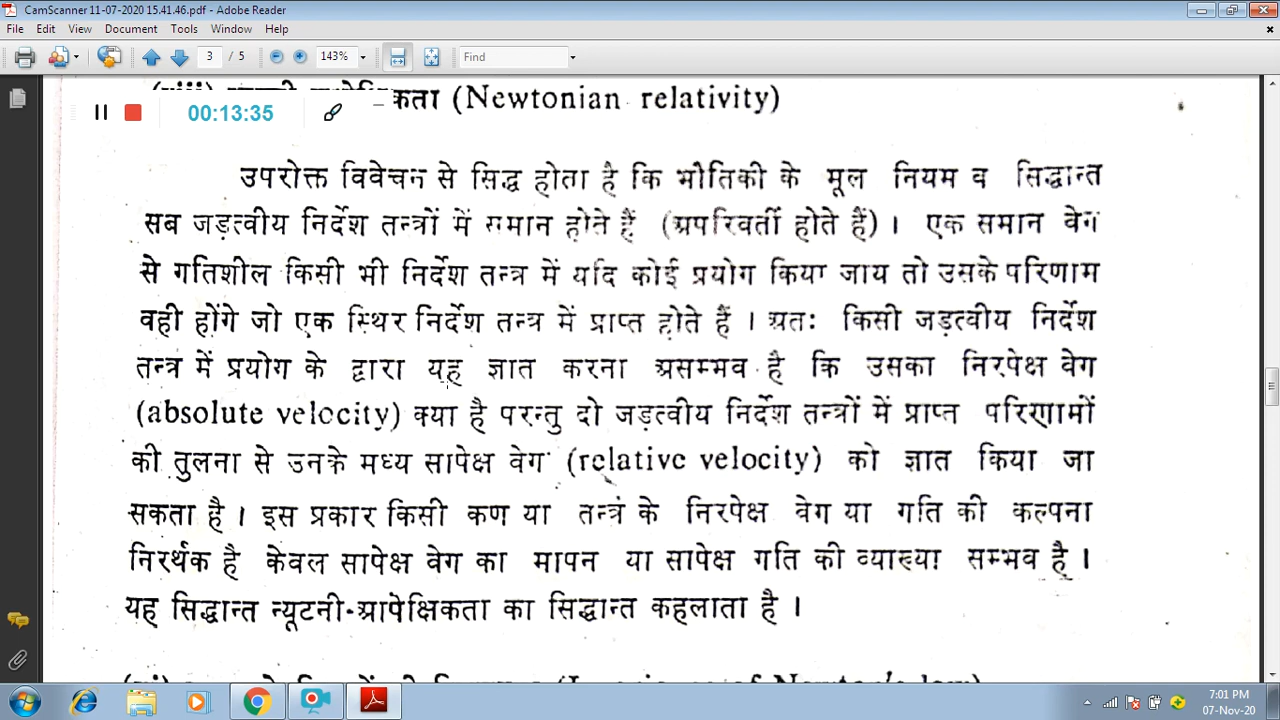 CamScanner 11-07-2020 15.41.46.pdf - Adobe Reader
File Edit View Document Tools Window Help
3 / 5 143% Find
(Newtonian relativity)
00:13:35
उपरोक्त विवेचन से सिद्ध होता है कि भौतिकी के मूल नियम व सिद्धान्त
सब जड़त्वीय निर्देश तन्त्रों में समान होते हैं (अपरिवर्ती होते हैं) । एक समान वेग
से गतिशील किसी भी निर्देश तन्त्र में यदि कोई प्रयोग किया जाय तो उसके परिणाम
वही होंगे जो एक स्थिर निर्देश तन्त्र में प्राप्त होते हैं । अतः किसी जड़त्वीय निर्देश
तन्त्र में प्रयोग के द्वारा यह ज्ञात करना असम्भव है कि उसका निरपेक्ष वेग
(absolute velocity) क्या है परन्तु दो जड़त्वीय निर्देश तन्त्रों में प्राप्त परिणामों
की तुलना से उनके मध्य सापेक्ष वेग (relative velocity) को ज्ञात किया जा
सकता है । इस प्रकार किसी कण या तन्त्र के निरपेक्ष वेग या गति की कल्पना
निरर्थक है केवल सापेक्ष वेग का मापन या सापेक्ष गति की व्याख्या सम्भव है ।
यह सिद्धान्त न्यूटनी-आपेक्षिकता का सिद्धान्त कहलाता है ।
7:01 PM
07-Nov-20